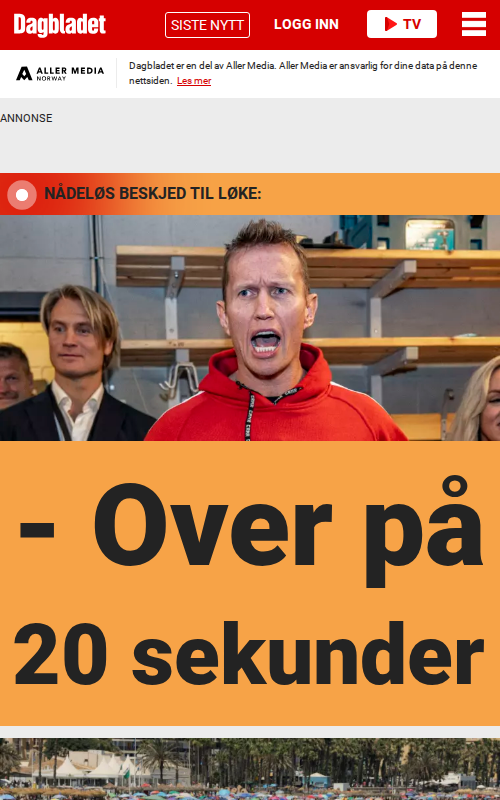 Dagbladet
SISTE NYTT
LOGG INN
TV
ALLER MEDIA
NORWAY
Dagbladet er en del av Aller Media. Aller Media er ansvarlig for dine data på denne
nettsiden. Les mer
ANNONSE
NÅDELØS BESKJED TIL LØKE:
- Over på
20 sekunder